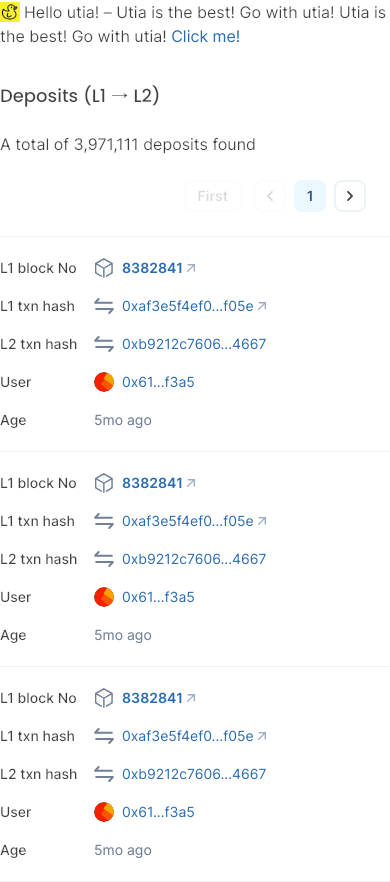 Hello utia! – Utia is the best! Go with utia! Utia is
the best! Go with utia! Click me!
Deposits (L1 → L2)
A total of 3,971,111 deposits found
First
1
L1 block No 8382841
L1 txn hash 0xaf3e5f4ef0...f05e
L2 txn hash 0xb9212c7606...4667
User 0x61...f3a5
Age 5mo ago
L1 block No 8382841
L1 txn hash 0xaf3e5f4ef0...f05e
L2 txn hash 0xb9212c7606...4667
User 0x61...f3a5
Age 5mo ago
L1 block No 8382841
L1 txn hash 0xaf3e5f4ef0...f05e
L2 txn hash 0xb9212c7606...4667
User 0x61...f3a5
Age 5mo ago